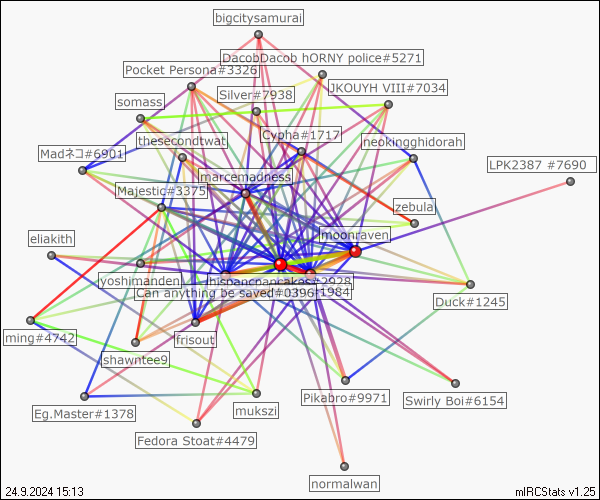 bigcitysamurai
DacobDacob hORNY police#5271
Pocket Persona#3326
JKOUYH VIII#7034
Silver#7938
somass
Cypha#1717
thesecondtwat
neokingghidorah
Madネコ#6901
LPK2387 #7690
marcemadness
Majestic#3375
zebula
moonraven
eliakith
yoshimanden
hispancpancakes#2928
Can anything be saved#0396
1984
Duck#1245
ming#4742
frisout
shawntee9
Pikabro#9971
Swirly Boi#6154
Eg.Master#1378
mukszi
Fedora Stoat#4479
normalwan
24.9.2024 15:13
mIRCStats v1.25